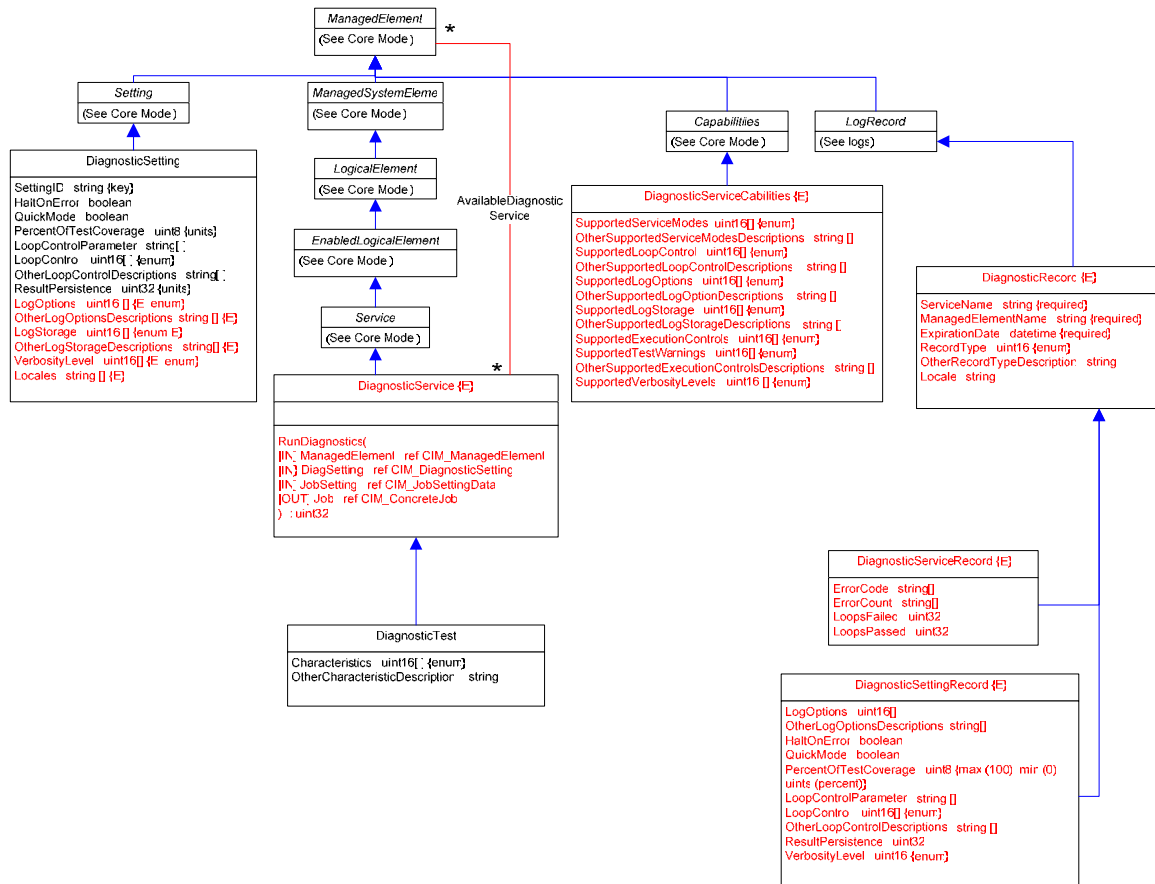 ManagedElement
(See Core Mode)
*
Setting
(See Core Mode)
ManagedSystemEleme
(See Core Mode)
Capabilitiies
(See Core Mode)
LogRecord
(See logs)
DiagnosticSetting
SettingID string {key}
HaltOnError boolean
QuickMode boolean
PercentOfTestCoverage uint8 {units}
LoopControlParameter string[ ]
LoopContro uint16[ ] {enum}
OtherLoopControlDescriptions string[ ]
ResultPersistence uint32 {units}
LogOptions uint16 [] {E enum}
OtherLogOptionsDescriptions string [] {E}
LogStorage uint16 [] {enum E}
OtherLogStorageDescriptions string[] {E}
VerbosityLevel uint16[] {E enum}
Locales string [] {E}
LogicalElement
(See Core Mode)
EnabledLogicalElement
(See Core Mode)
Service
(See Core Mode)
AvailableDiagnostic
Service
*
DiagnosticService {E}
RunDiagnostics(
[IN] ManagedElement ref CIM_ManagedElement
[IN] DiagSetting ref CIM_DiagnosticSetting
[IN] JobSetting ref CIM_JobSettingData
[OUT] Job ref CIM_ConcreteJob
) : uint32
DiagnosticTest
Characteristics uint16[ ] {enum}
OtherCharacteristicDescription string
DiagnosticServiceCabilities {E}
SupportedServiceModes uint16[] {enum}
OtherSupportedServiceModesDescriptions string []
SupportedLoopControl uint16[] {enum}
OtherSupportedLoopControlDescriptions string []
SupportedLogOptions uint16[] {enum}
OtherSupportedLogOptionDescriptions string []
SupportedLogStorage uint16[] {enum}
OtherSupportedLogStorageDescriptions string [
SupportedExecutionControls uint16[] {enum}
SupportedTestWarnings uint16[] {enum}
OtherSupportedExecutionControlsDescriptions string []
SupportedVerbosityLevels uint16 [] {enum}
DiagnosticRecord {E}
ServiceName string {required}
ManagedElementName string {required}
ExpirationDate datetime {required}
RecordType uint16 {enum}
OtherRecordTypeDescription string
Locale string
DiagnosticServiceRecord {E}
ErrorCode string[]
ErrorCount string[]
LoopsFailed uint32
LoopsPassed uint32
DiagnosticSettingRecord {E}
LogOptions uint16[]
OtherLogOptionsDescriptions string[]
HaltOnError boolean
QuickMode boolean
PercentOfTestCoverage uint8 {max (100) min (0)
uints (percent)}
LoopControlParameter string []
LoopContro uint16[] {enum}
OtherLoopControlDescriptions string []
ResultPersistence uint32
VerbosityLevel uint16 {enum}